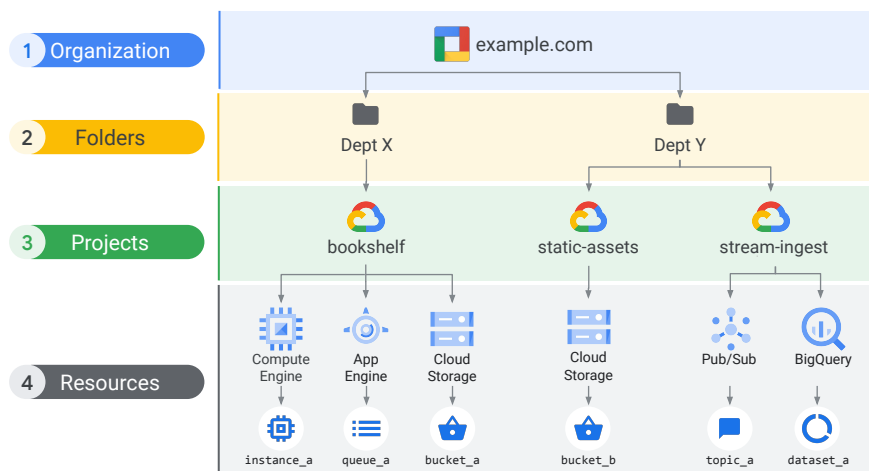 1 Organization
example.com
2 Folders
Dept X
Dept Y
3 Projects
bookshelf
static-assets
stream-ingest
4 Resources
Compute
Engine
App
Engine
Cloud
Storage
Cloud
Storage
Pub/Sub
BigQuery
instance_a
queue_a
bucket_a
bucket_b
topic_a
dataset_a